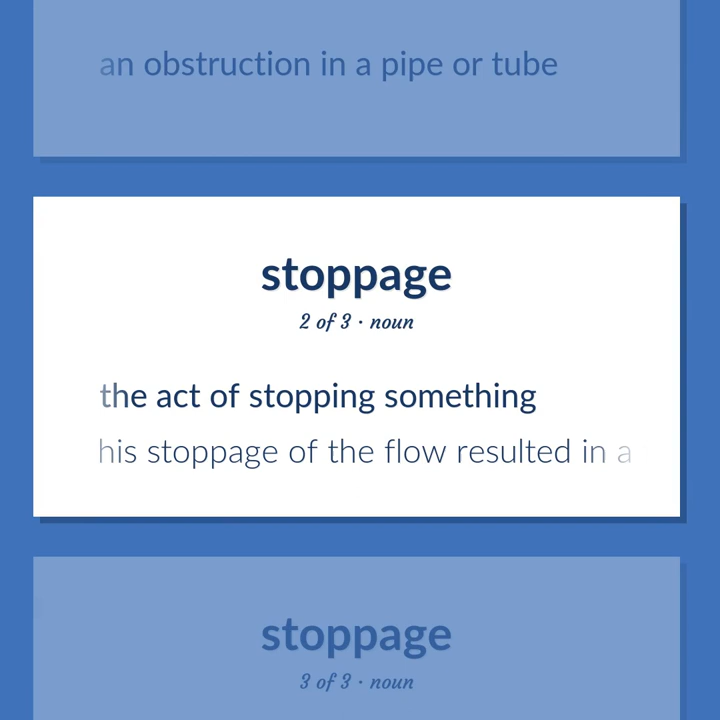 an obstruction in a pipe or tube
stoppage
2 of 3 · noun
the act of stopping something
his stoppage of the flow resulted in a
stoppage
3 of 3 · noun